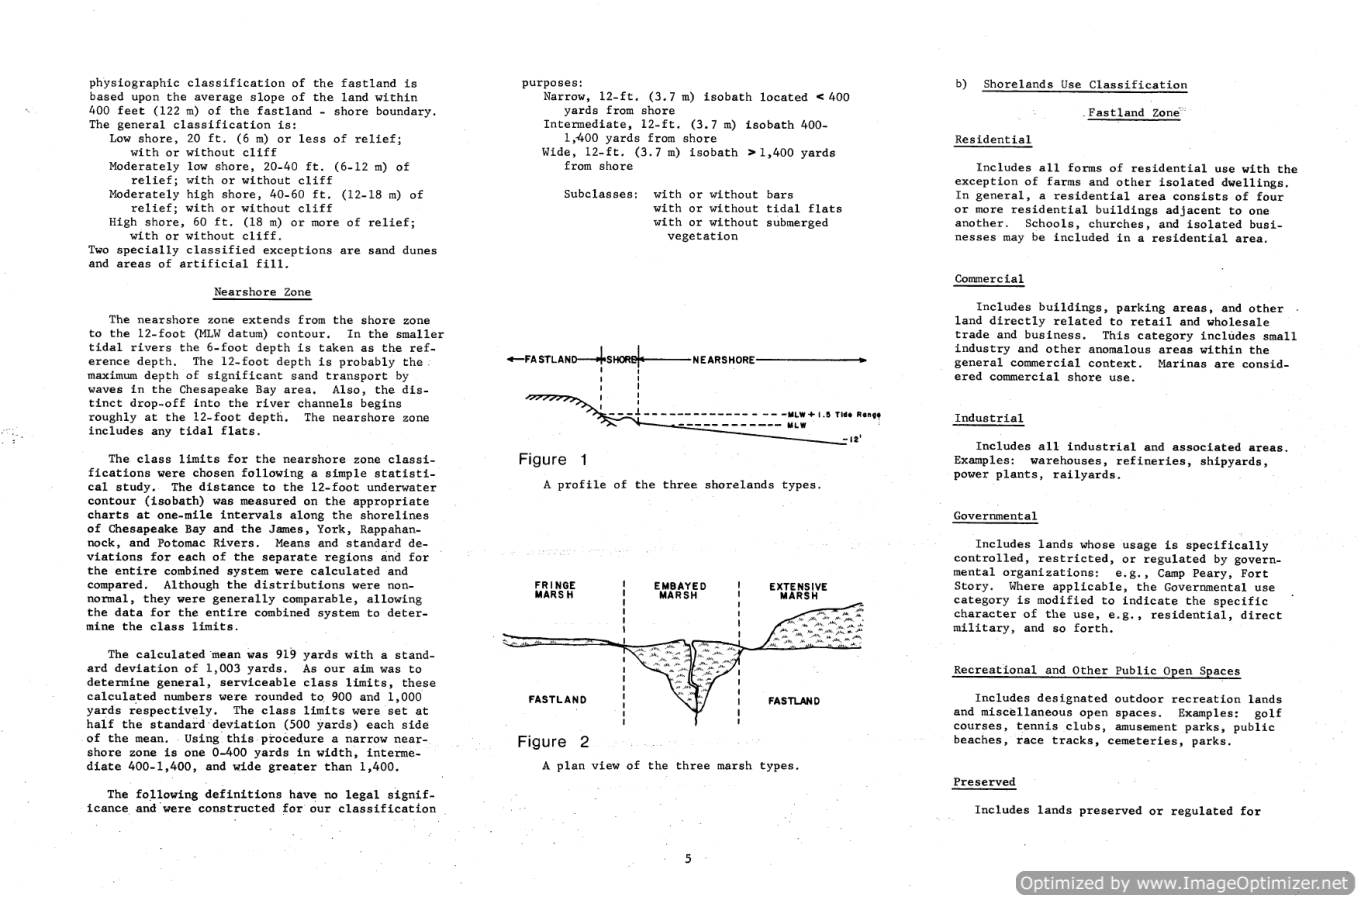 physiographic classification of the fastland is
based upon the average slope of the land within
400 feet (122 m) of the fastland - shore boundary.
The general classification is:
Low shore, 20 ft. (6 m) or less of relief;
with or without cliff
Moderately low shore, 20-40 ft. (6-12 m) of
relief; with or without cliff
Moderately high shore, 40-60 ft. (12-18 m) of
relief; with or without cliff
High shore, 60 ft. (18 m) or more of relief;
with or without cliff.
Two specially classified exceptions are sand dunes
and areas of artificial fill.
Nearshore Zone
The nearshore zone extends from the shore zone
to the 12-foot (MLW datum) contour. In the smaller
tidal rivers the 6-foot depth is taken as the ref-
erence depth. The 12-foot depth is probably the
maximum depth of significant sand transport by
waves in the Chesapeake Bay area. Also, the dis-
tinct drop-off into the river channels begins
roughly at the 12-foot depth. The nearshore zone
includes any tidal flats.
The class limits for the nearshore zone classi-
fications were chosen following a simple statisti-
cal study. The distance to the 12-foot underwater
contour (isobath) was measured on the appropriate
charts at one-mile intervals along the shorelines
of Chesapeake Bay and the James, York, Rappahan-
nock, and Potomac Rivers. Means and standard de-
viations for each of the separate regions and for
the entire combined system were calculated and
compared. Although the distributions were non-
normal, they were generally comparable, allowing
the data for the entire combined system to deter-
mine the class limits.
The calculated mean was 919 yards with a stand-
ard deviation of 1,003 yards. As our aim was to
determine general, serviceable class limits, these
calculated numbers were rounded to 900 and 1,000
yards respectively. The class limits were set at
half the standard deviation (500 yards) each side
of the mean. Using this procedure a narrow near-
shore zone is one 0-400 yards in width, interme-
diate 400-1,400, and wide greater than 1,400.
The following definitions have no legal signif-
icance and were constructed for our classification
purposes:
Narrow, 12-ft. (3.7 m) isobath located < 400
yards from shore
Intermediate, 12-ft. (3.7 m) isobath 400-
1,400 yards from shore
Wide, 12-ft. (3.7 m) isobath > 1,400 yards
from shore
Subclasses: with or without bars
with or without tidal flats
with or without submerged
vegetation
FASTLAND SHORE NEARSHORE
MLW + 1.5 Tide Range
MLW
-12'
Figure 1
A profile of the three shorelands types.
FRINGE MARSH EMBAYED MARSH EXTENSIVE MARSH
FASTLAND FASTLAND
Figure 2
A plan view of the three marsh types.
b) Shorelands Use Classification
Fastland Zone
Residential
Includes all forms of residential use with the
exception of farms and other isolated dwellings.
In general, a residential area consists of four
or more residential buildings adjacent to one
another. Schools, churches, and isolated busi-
nesses may be included in a residential area.
Commercial
Includes buildings, parking areas, and other
land directly related to retail and wholesale
trade and business. This category includes small
industry and other anomalous areas within the
general commercial context. Marinas are consid-
ered commercial shore use.
Industrial
Includes all industrial and associated areas.
Examples: warehouses, refineries, shipyards,
power plants, railyards.
Governmental
Includes lands whose usage is specifically
controlled, restricted, or regulated by govern-
mental organizations: e.g., Camp Peary, Fort
Story. Where applicable, the Governmental use
category is modified to indicate the specific
character of the use, e.g., residential, direct
military, and so forth.
Recreational and Other Public Open Spaces
Includes designated outdoor recreation lands
and miscellaneous open spaces. Examples: golf
courses, tennis clubs, amusement parks, public
beaches, race tracks, cemeteries, parks.
Preserved
Includes lands preserved or regulated for
5
Optimized by www.ImageOptimizer.net